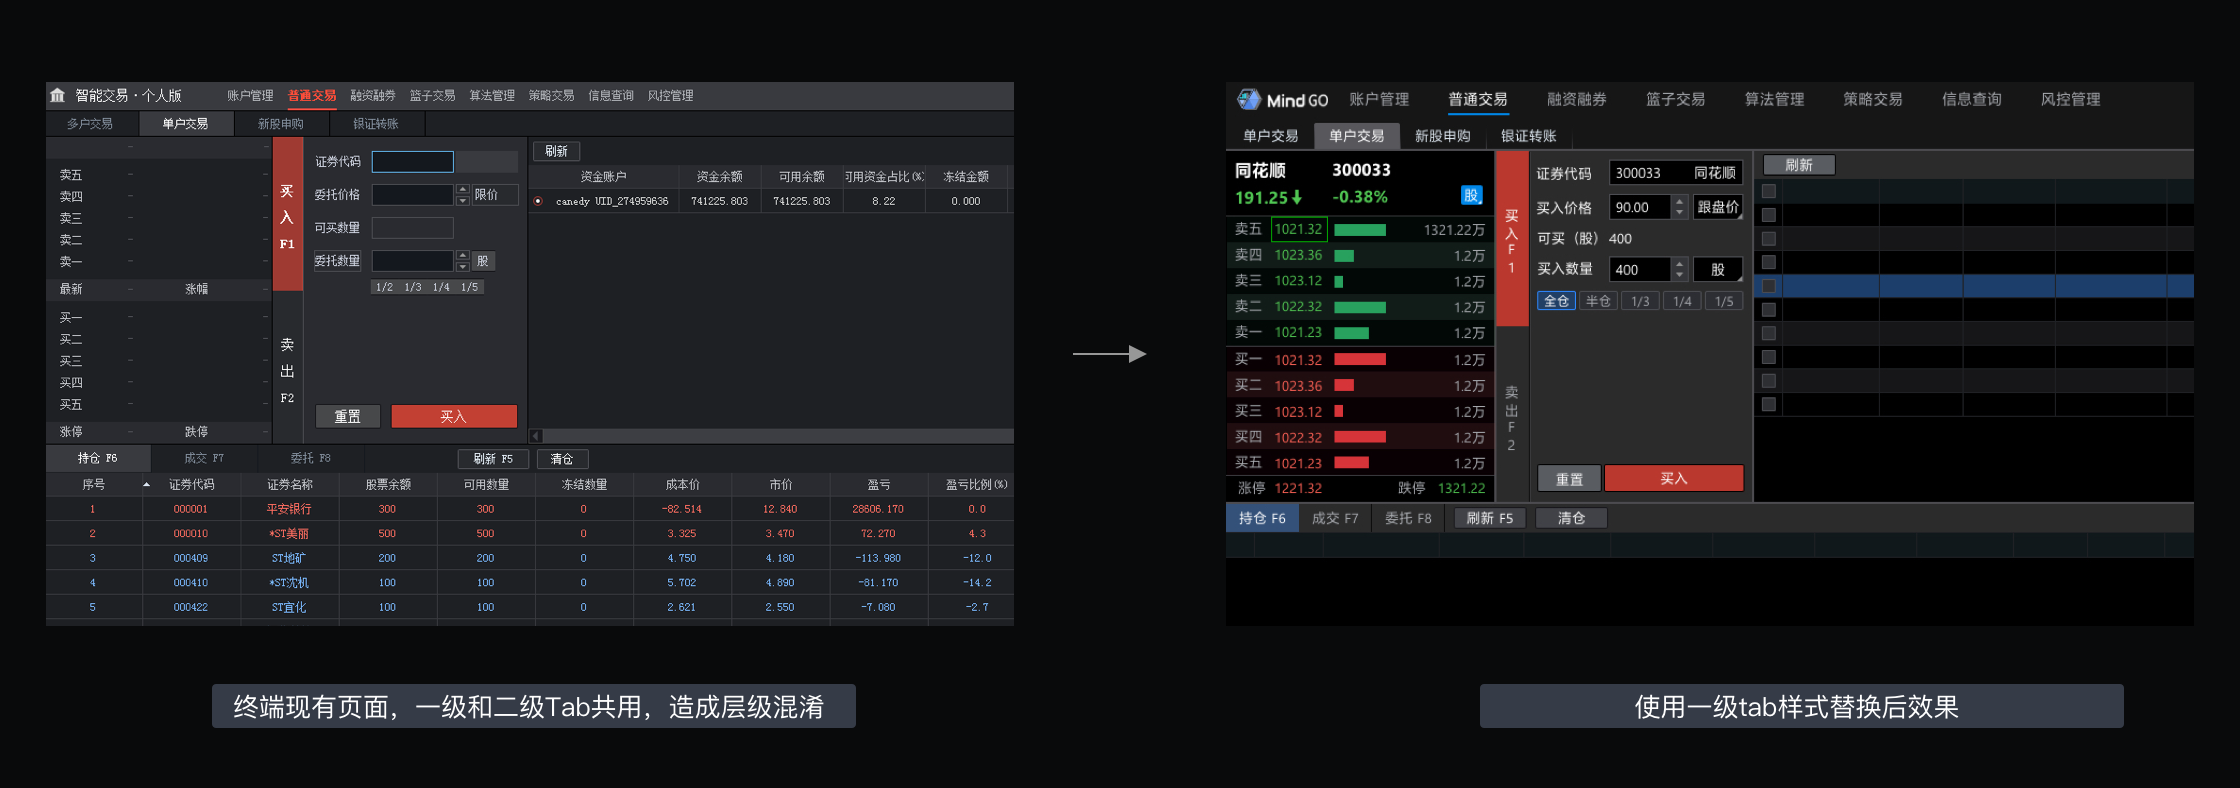 智能交易·个人版 账户管理 普通交易 融资融券 篮子交易 算法管理 策略交易 信息查询 风控管理
多户交易 单户交易 新股申购 银证转账
卖五 -
卖四 -
卖三 -
卖二 -
卖一 -
最新 - 涨幅 -
买一 -
买二 -
买三 -
买四 -
买五 -
涨停 - 跌停 -
买入 F1
卖出 F2
证券代码
委托价格 限价
可买数量
委托数量 股
1/2 1/3 1/4 1/5
重置 买入
刷新
资金账户 资金余额 可用余额 可用资金占比(%) 冻结金额
canedy UID_274959636 741225.803 741225.803 8.22 0.000
持仓 F6 成交 F7 委托 F8 刷新 F5 清仓
序号 证券代码 证券名称 股票余额 可用数量 冻结数量 成本价 市价 盈亏 盈亏比例(%)
1 000001 平安银行 300 300 0 -82.514 12.840 28606.170 0.0
2 000010 *ST美丽 500 500 0 3.325 3.470 72.270 4.3
3 000409 ST地矿 200 200 0 4.750 4.180 -113.980 -12.0
4 000410 *ST沈机 100 100 0 5.702 4.890 -81.170 -14.2
5 000422 ST宜化 100 100 0 2.621 2.550 -7.080 -2.7
终端现有页面，一级和二级Tab共用，造成层级混淆
Mind GO 账户管理 普通交易 融资融券 篮子交易 算法管理 策略交易 信息查询 风控管理
单户交易 单户交易 新股申购 银证转账
同花顺 300033
191.25 -0.38% 股
卖五 1021.32 1321.22万
卖四 1023.36 1.2万
卖三 1023.12 1.2万
卖二 1022.32 1.2万
卖一 1021.23 1.2万
买一 1021.32 1.2万
买二 1023.36 1.2万
买三 1023.12 1.2万
买四 1022.32 1.2万
买五 1021.23 1.2万
涨停 1221.32 跌停 1321.22
买入F1
卖出F2
证券代码 300033 同花顺
买入价格 90.00 跟盘价
可买（股） 400
买入数量 400 股
全仓 半仓 1/3 1/4 1/5
重置 买入
刷新
持仓 F6 成交 F7 委托 F8 刷新 F5 清仓
使用一级tab样式替换后效果